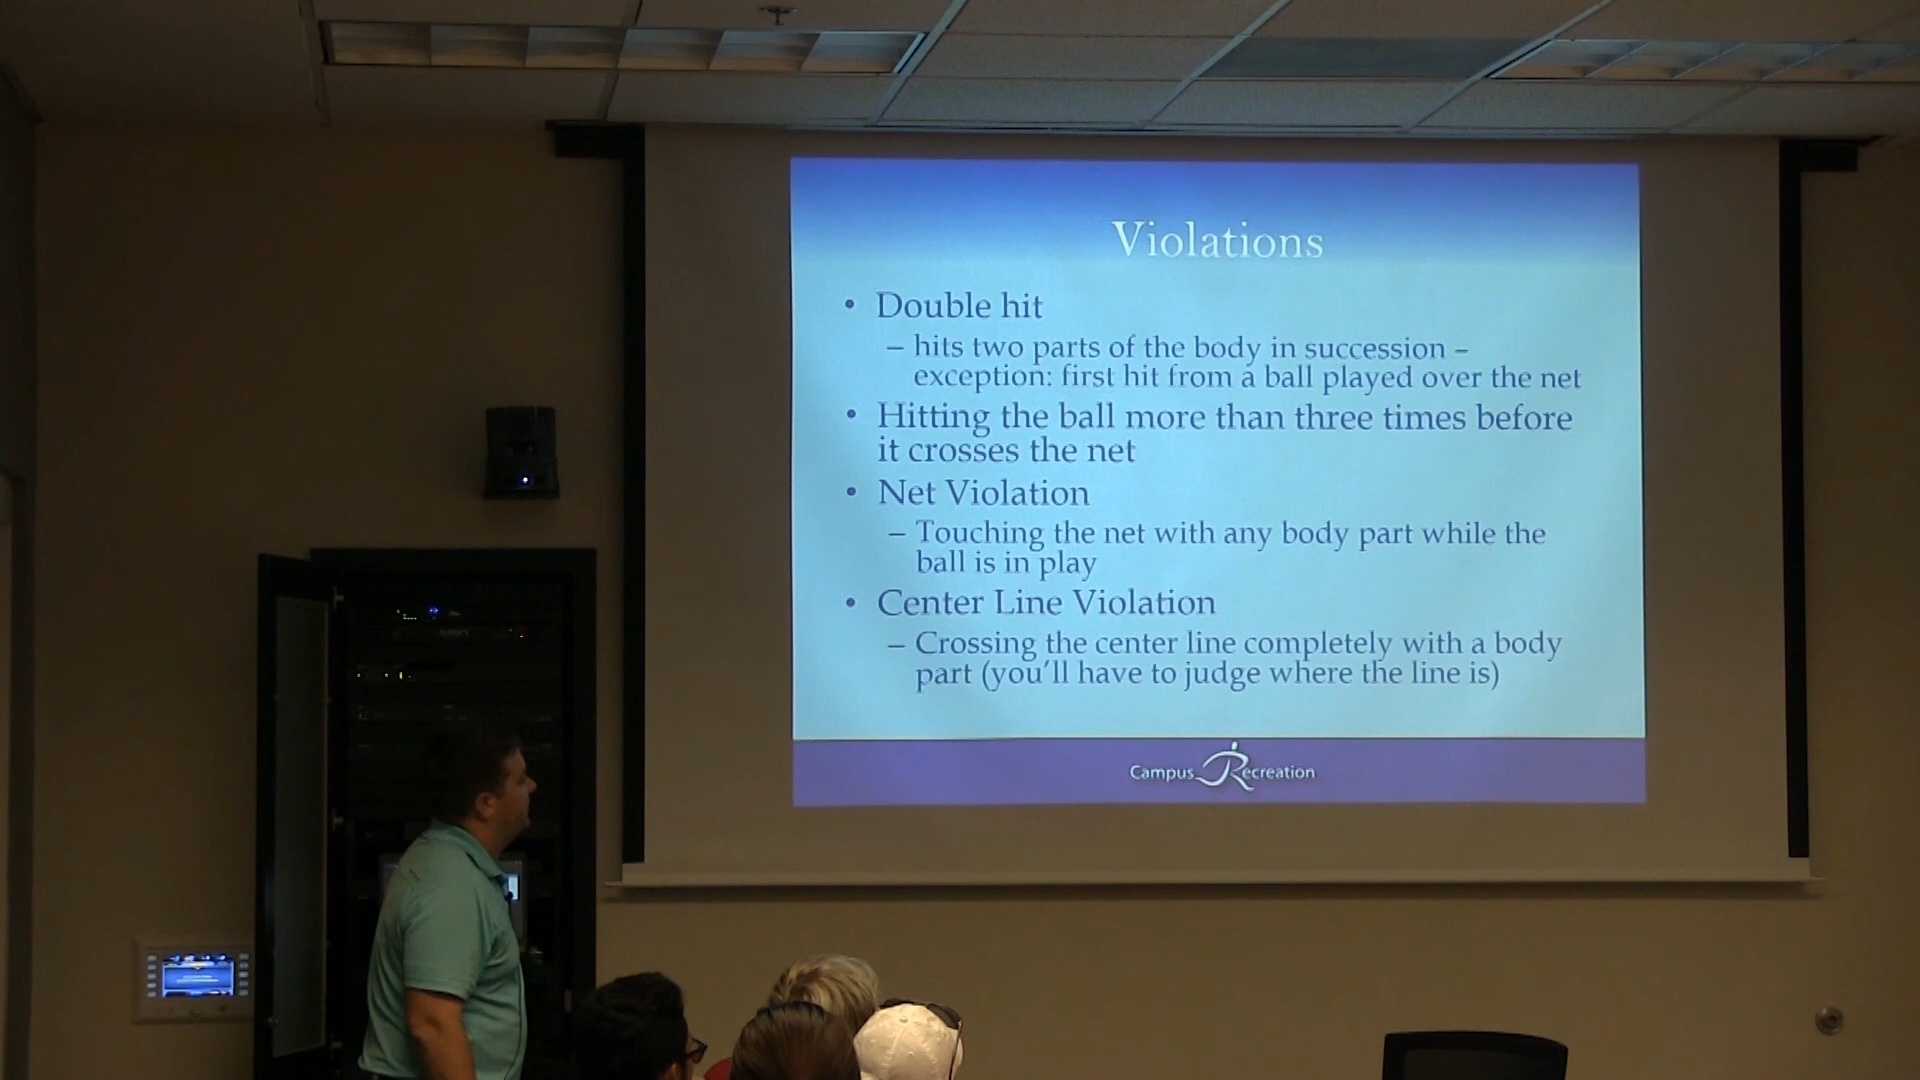 Violations
• Double hit
– hits two parts of the body in succession –
exception: first hit from a ball played over the net
• Hitting the ball more than three times before
it crosses the net
• Net Violation
– Touching the net with any body part while the
ball is in play
• Center Line Violation
– Crossing the center line completely with a body
part (you'll have to judge where the line is)
Campus Recreation